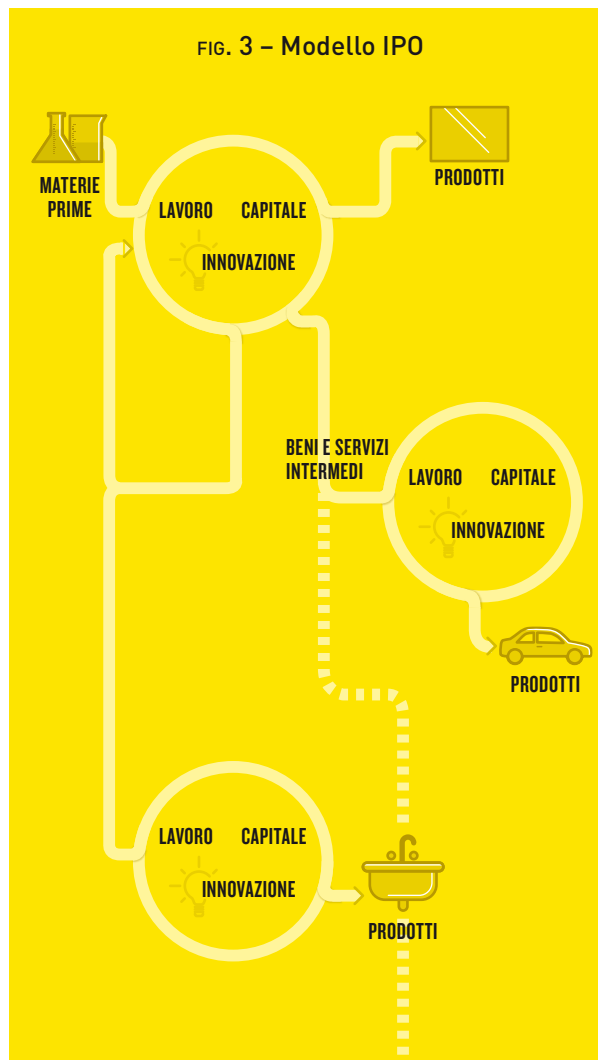 FIG. 3 – Modello IPO
MATERIE
PRIME
LAVORO CAPITALE
INNOVAZIONE
PRODOTTI
BENI E SERVIZI
INTERMEDI
LAVORO CAPITALE
INNOVAZIONE
PRODOTTI
LAVORO CAPITALE
INNOVAZIONE
PRODOTTI